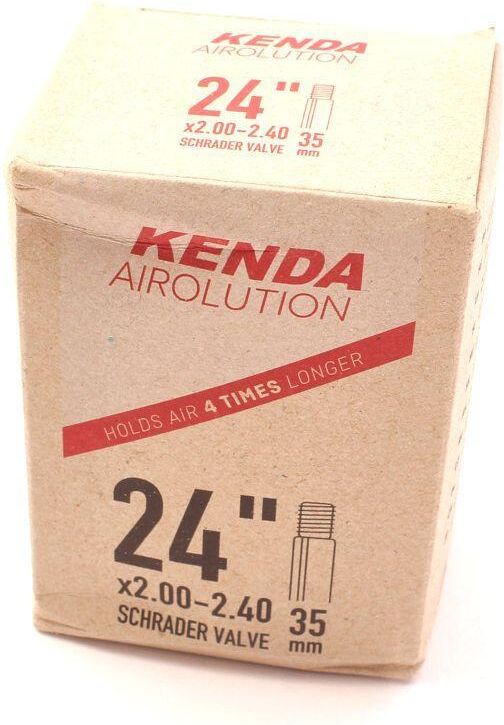 KENDA
AIROLUTION
24"
x2.00-2.40 35
SCHRADER VALVE mm
KENDA
AIROLUTION
HOLDS AIR 4 TIMES LONGER
24"
x2.00-2.40 35
SCHRADER VALVE mm